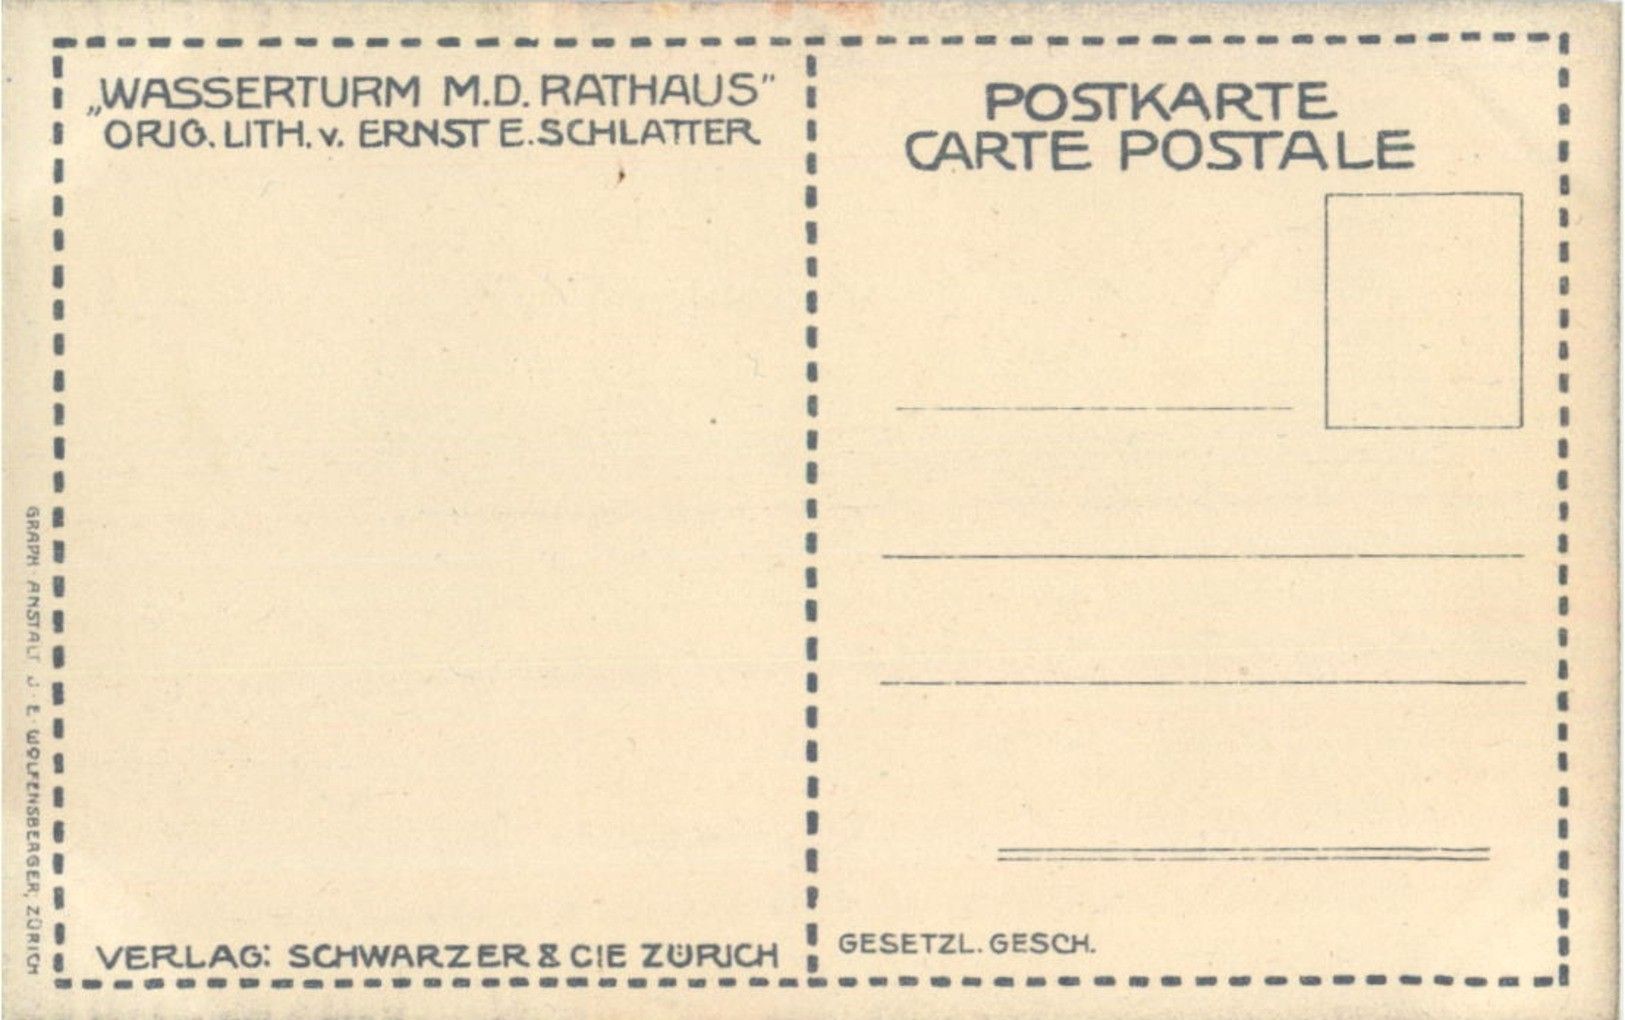 „WASSERTURM M.D. RATHAUS"
ORIG. LITH. v. ERNST E. SCHLATTER
POSTKARTE
CARTE POSTALE
GRAPH. ANSTALT J. E. WOLFENSBERGER, ZÜRICH
VERLAG: SCHWARZER & CIE ZÜRICH
GESETZL. GESCH.